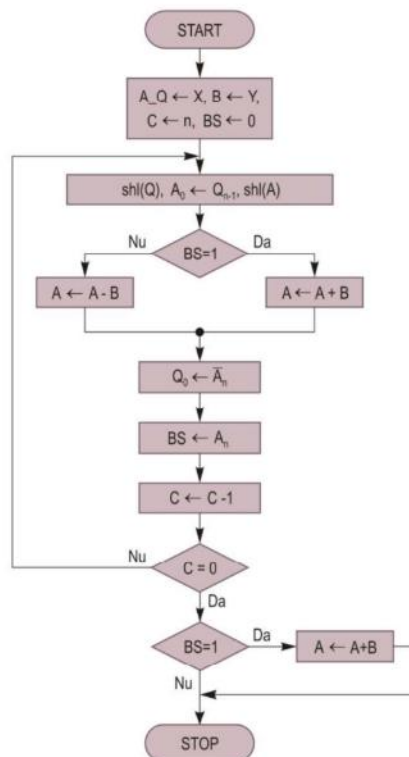 START
A_Q ← X, B ← Y,
C ← n, BS ← 0
shl(Q), A₀ ← Qₙ₋₁, shl(A)
Nu
BS=1
Da
A ← A - B
A ← A + B
Q₀ ← A̅ₙ
BS ← Aₙ
C ← C -1
Nu
C = 0
Da
BS=1
Da
A ← A+B
Nu
STOP